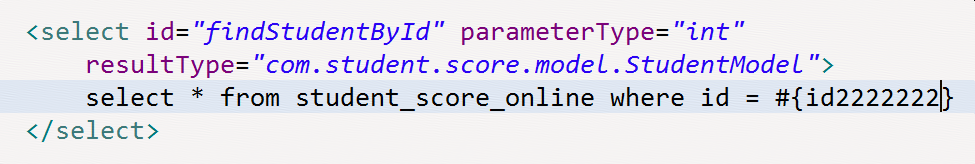 <select id="findStudentById" parameterType="int"
resultType="com.student.score.model.StudentModel">
select * from student_score_online where id = #{id2222222}
</select>